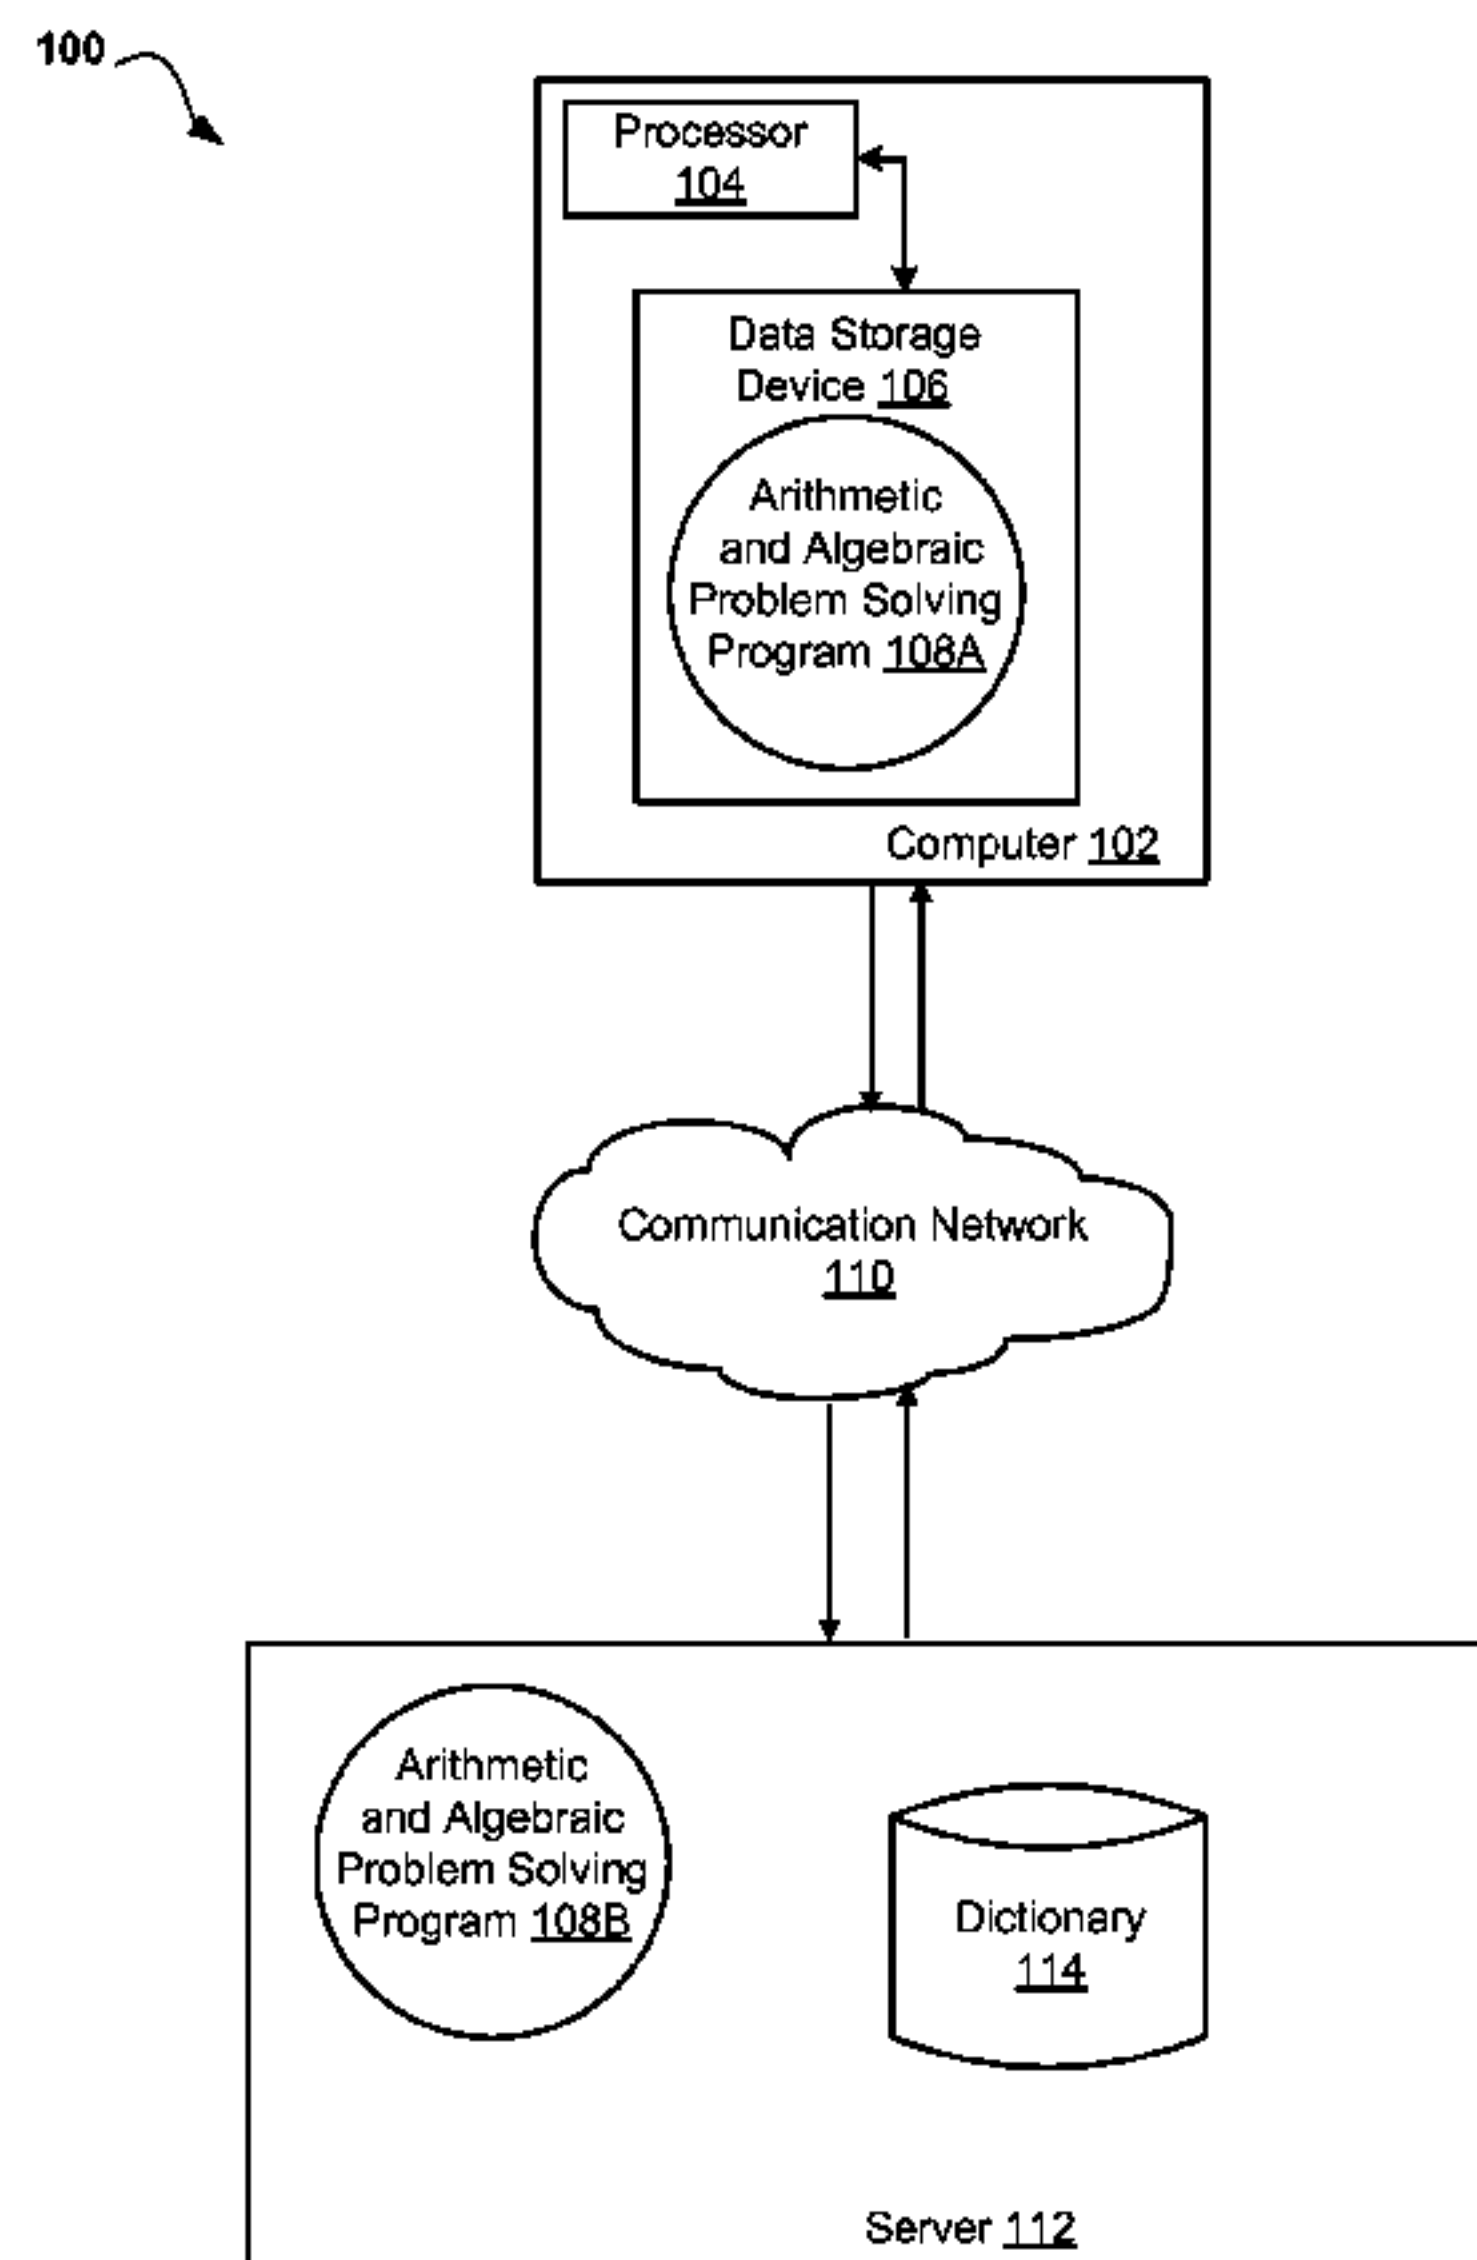 100
Processor
104
Data Storage
Device 106
Arithmetic
and Algebraic
Problem Solving
Program 108A
Computer 102
Communication Network
110
Arithmetic
and Algebraic
Problem Solving
Program 108B
Dictionary
114
Server 112